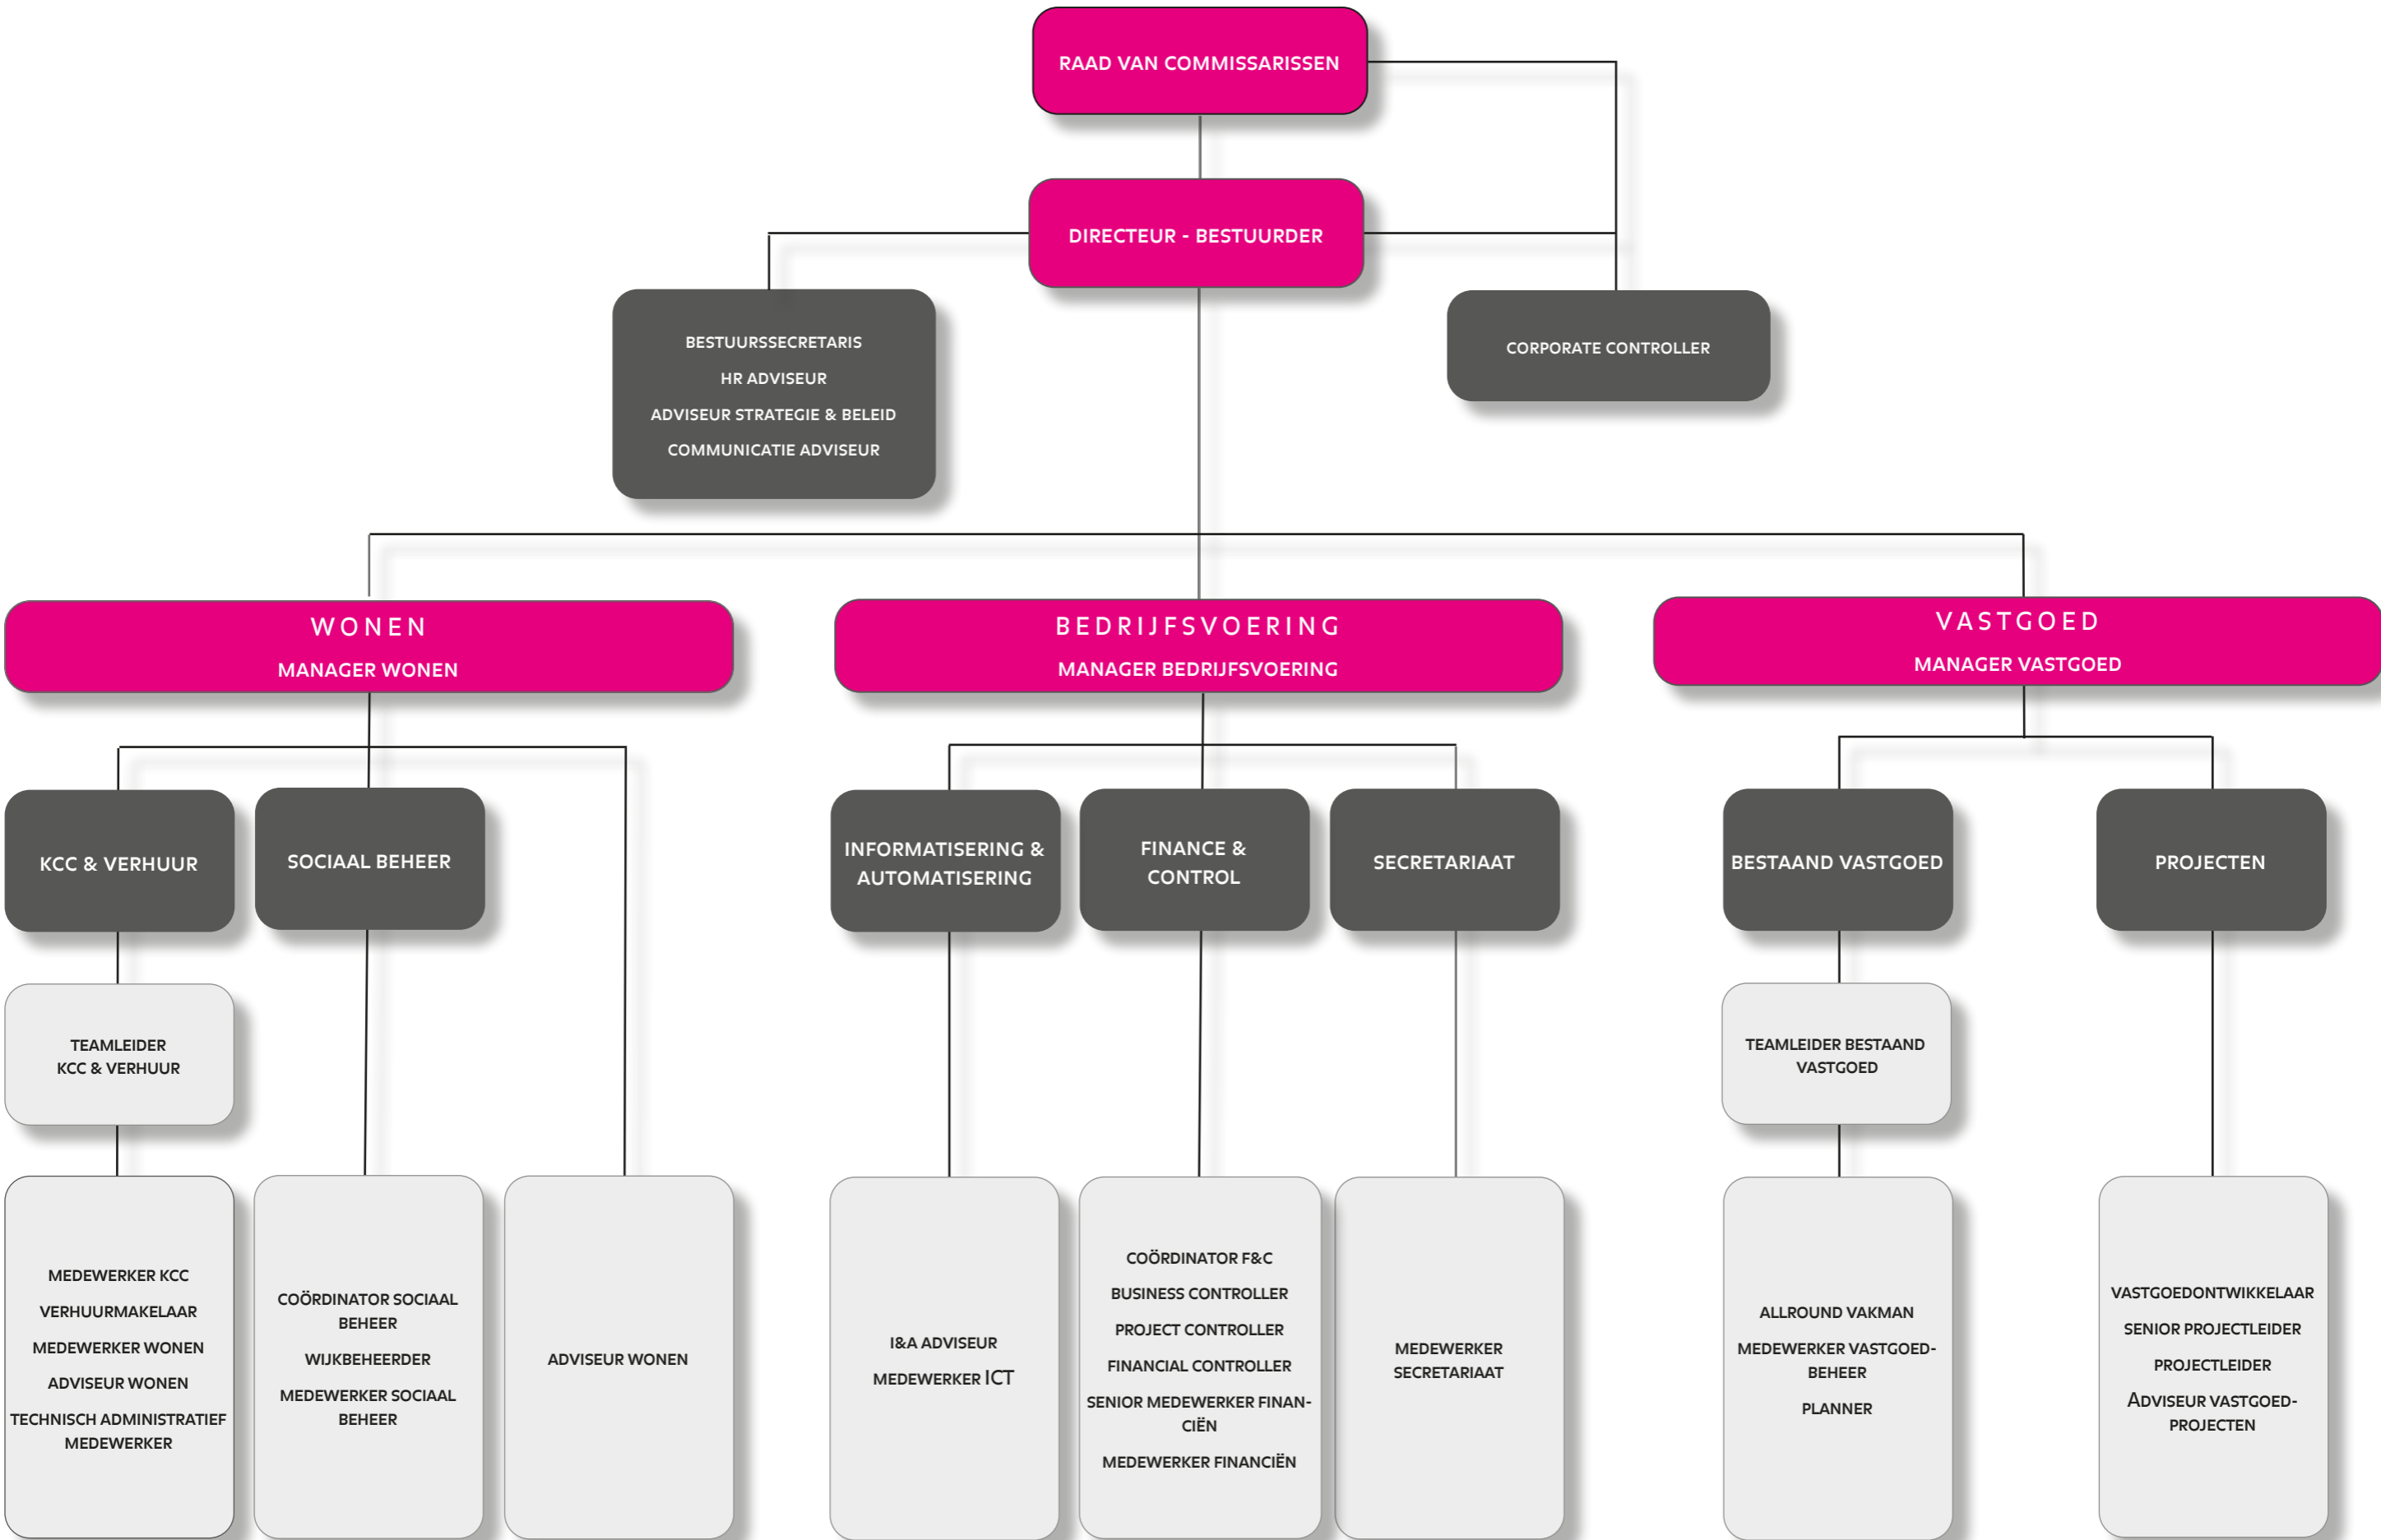 RAAD VAN COMMISSARISSEN
DIRECTEUR - BESTUURDER
BESTUURSSECRETARIS
HR ADVISEUR
ADVISEUR STRATEGIE & BELEID
COMMUNICATIE ADVISEUR
CORPORATE CONTROLLER
WONEN
MANAGER WONEN
BEDRIJFSVOERING
MANAGER BEDRIJFSVOERING
VASTGOED
MANAGER VASTGOED
KCC & VERHUUR
SOCIAAL BEHEER
INFORMATISERING &
AUTOMATISERING
FINANCE &
CONTROL
SECRETARIAAT
BESTAAND VASTGOED
PROJECTEN
TEAMLEIDER
KCC & VERHUUR
TEAMLEIDER BESTAAND
VASTGOED
MEDEWERKER KCC
VERHUURMAKELAAR
MEDEWERKER WONEN
ADVISEUR WONEN
TECHNISCH ADMINISTRATIEF
MEDEWERKER
COÖRDINATOR SOCIAAL
BEHEER
WIJKBEHEERDER
MEDEWERKER SOCIAAL
BEHEER
ADVISEUR WONEN
I&A ADVISEUR
MEDEWERKER ICT
COÖRDINATOR F&C
BUSINESS CONTROLLER
PROJECT CONTROLLER
FINANCIAL CONTROLLER
SENIOR MEDEWERKER FINAN-
CIËN
MEDEWERKER FINANCIËN
MEDEWERKER
SECRETARIAAT
ALLROUND VAKMAN
MEDEWERKER VASTGOED-
BEHEER
PLANNER
VASTGOEDONTWIKKELAAR
SENIOR PROJECTLEIDER
PROJECTLEIDER
ADVISEUR VASTGOED-
PROJECTEN